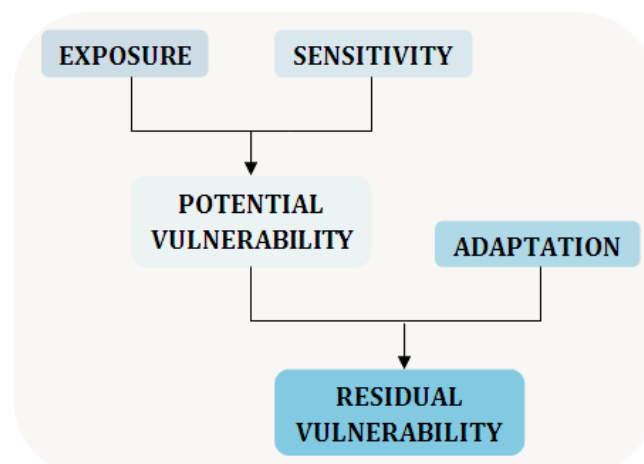 EXPOSURE
SENSITIVITY
POTENTIAL
VULNERABILITY
ADAPTATION
RESIDUAL
VULNERABILITY